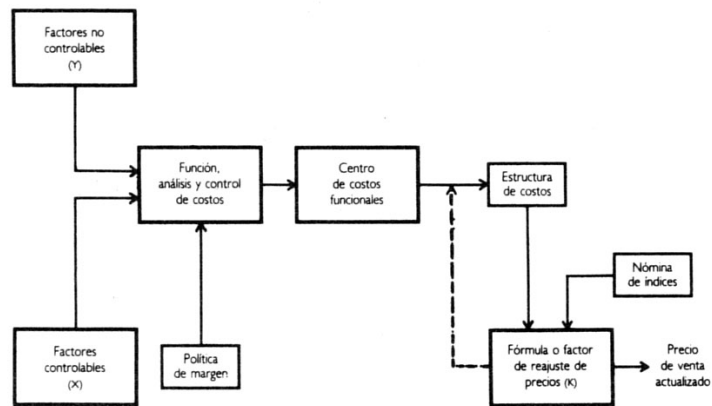 Factores no
controlables
(Y)
Función,
análisis y control
de costos
Centro
de costos
funcionales
Estructura
de costos
Nómina
de índices
Factores
controlables
(X)
Política
de margen
Fórmula o factor
de reajuste de
precios (K)
Precio
de venta
actualizado